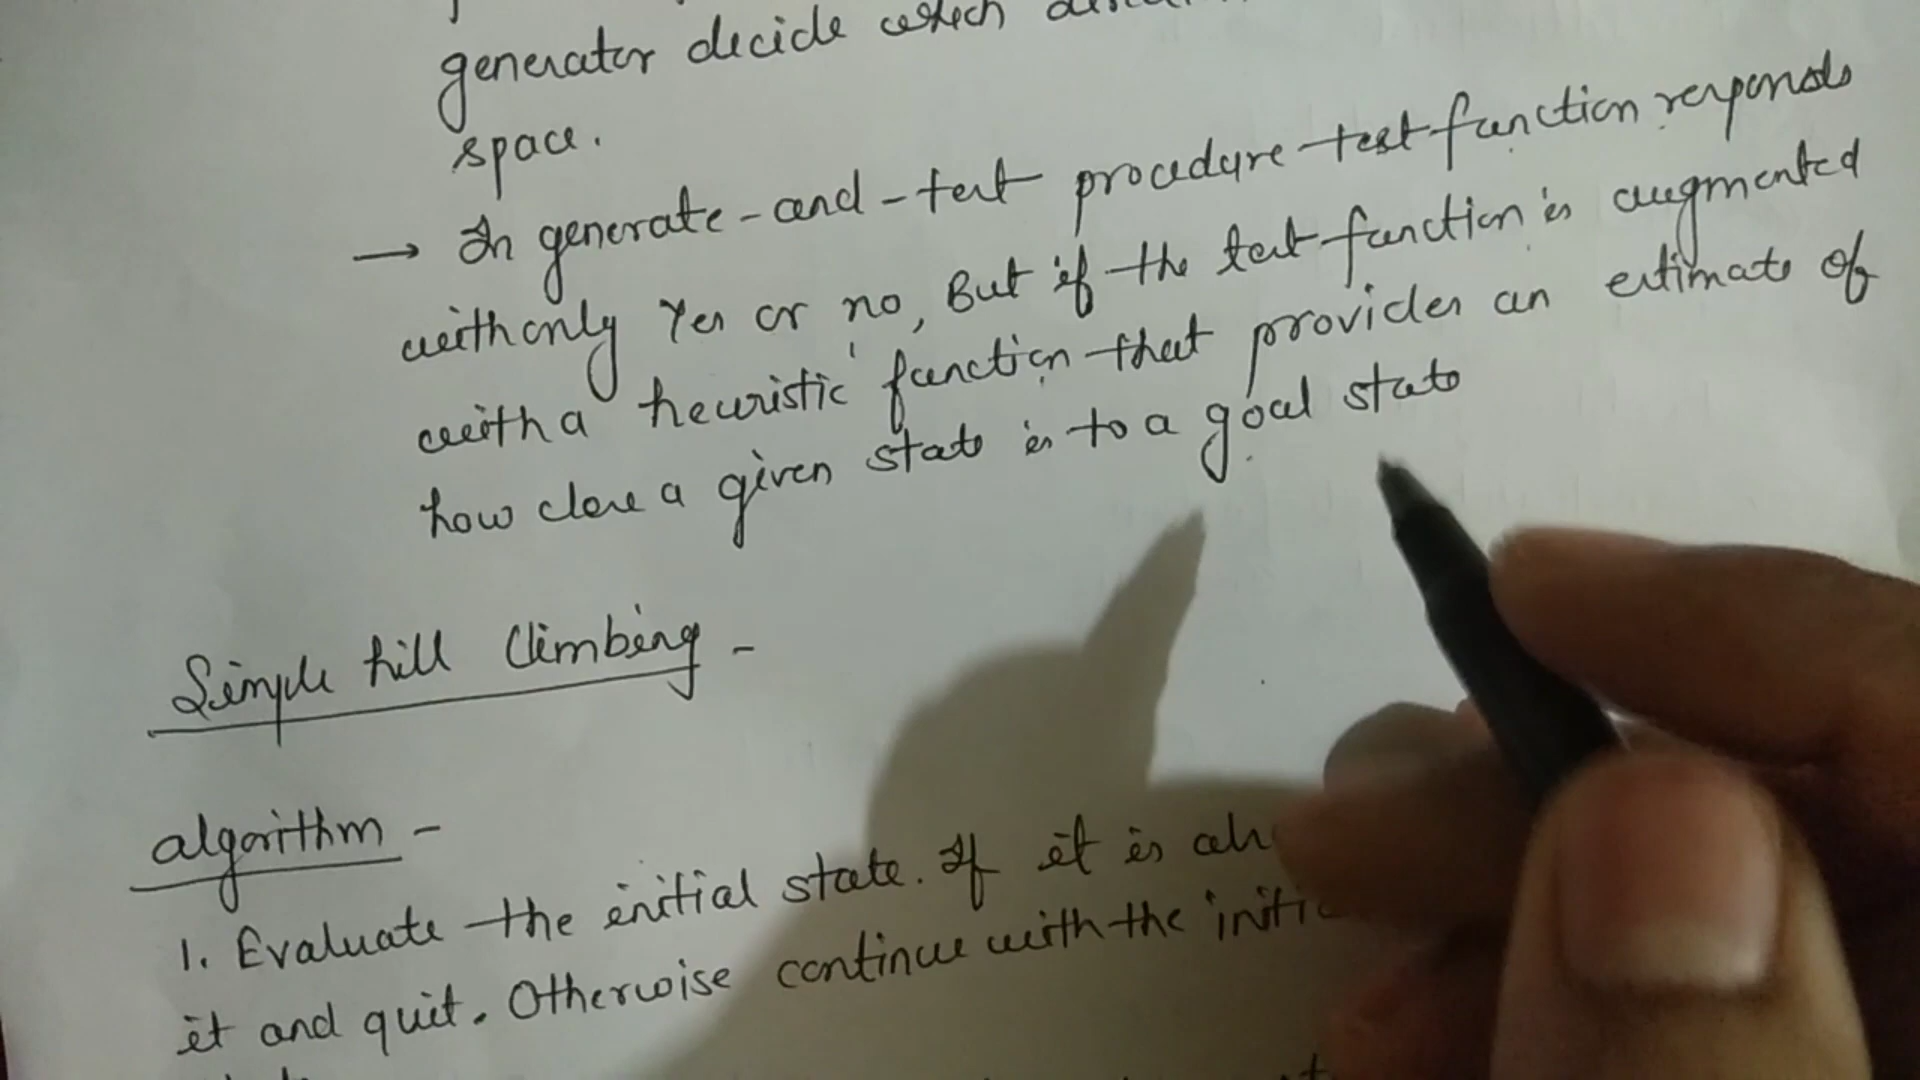 generator decide which
space.
→ In generate-and-test procedure test function responds
with only Yes or no, But if the test function is augmented
with a heuristic function that provides an estimate of
how close a given state is to a goal state
Simple hill Climbing -
algorithm -
1. Evaluate the initial state. If it is
it and quit. Otherwise continue with the